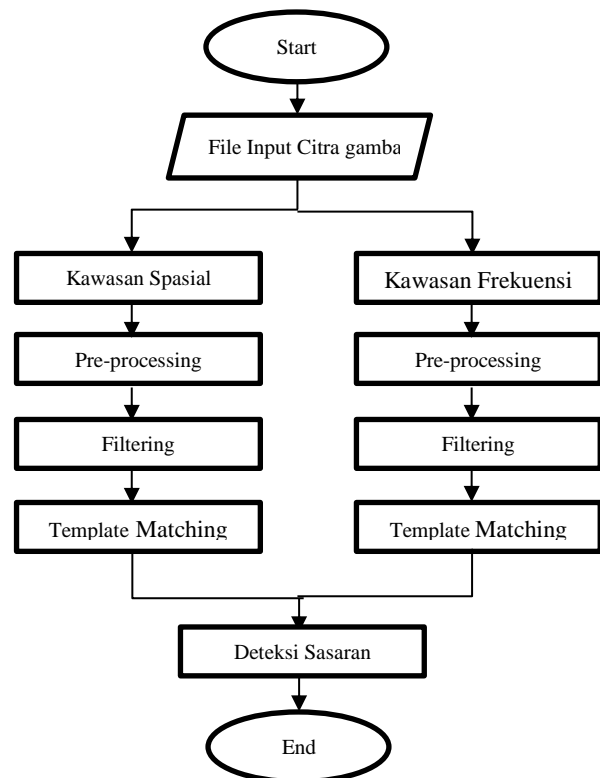 Start
File Input Citra gamba
Kawasan Spasial
Kawasan Frekuensi
Pre-processing
Pre-processing
Filtering
Filtering
Template Matching
Template Matching
Deteksi Sasaran
End